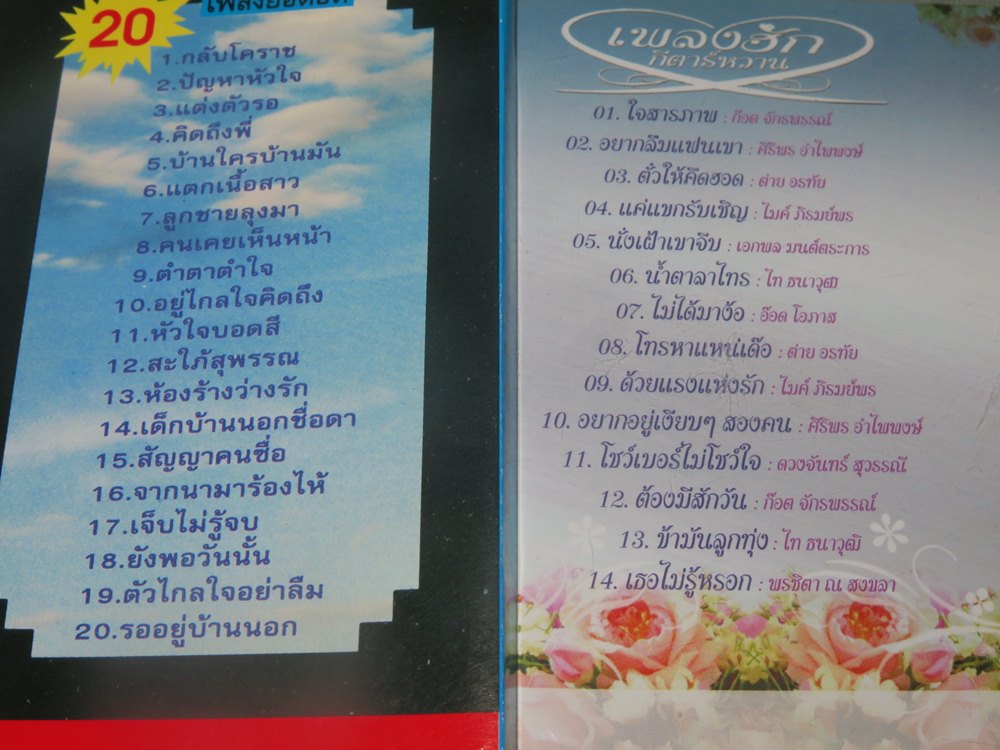 20 เพลงยอดฮิต
1.กลับโคราช
2.ปัญหาหัวใจ
3.แต่งตัวรอ
4.คิดถึงพี่
5.บ้านใครบ้านมัน
6.แตกเนื้อสาว
7.ลูกชายลุงมา
8.คนเคยเห็นหน้า
9.ตำตาตำใจ
10.อยู่ไกลใจคิดถึง
11.หัวใจบอดสี
12.สะใภ้สุพรรณ
13.ห้องร้างว่างรัก
14.เด็กบ้านนอกชื่อดา
15.สัญญาคนซื่อ
16.จากนามาร้องไห้
17.เจ็บไม่รู้จบ
18.ยังพอวันนั้น
19.ตัวไกลใจอย่าลืม
20.รออยู่บ้านนอก
เพลงฮัก
กีตาร์หวาน
01. ใจสารภาพ : ก๊อต จักรพรรณ์
02. อยากลืมแฟนเขา : ศิริพร อำไพพงษ์
03. ตั๋วให้คิดฮอด : ต่าย อรทัย
04. แค่แขกรับเชิญ : ไมค์ ภิรมย์พร
05. นั่งเฝ้าเขาจีบ : เอกพล มนต์ตระการ
06. น้ำตาลาไทร : ไท ธนาวุฒิ
07. ไม่ได้มาง้อ : อ๊อด โอภาส
08. โทรหาแหน่เด้อ : ต่าย อรทัย
09. ด้วยแรงแห่งรัก : ไมค์ ภิรมย์พร
10. อยากอยู่เงียบๆ สองคน : ศิริพร อำไพพงษ์
11. โชว์เบอร์ไม่โชว์ใจ : ดวงจันทร์ สุวรรณี
12. ต้องมีสักวัน : ก๊อต จักรพรรณ์
13. ข้ามันลูกทุ่ง : ไท ธนาวุฒิ
14. เธอไม่รู้หรอก : พรชิตา ณ สงขลา